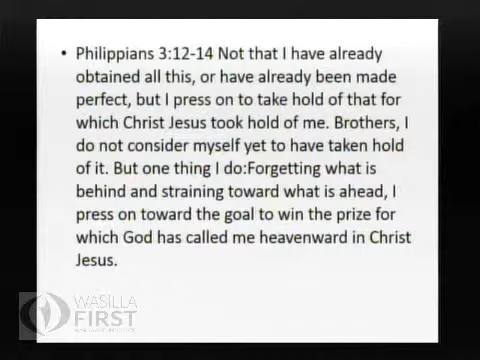 • Philippians 3:12-14 Not that I have already
obtained all this, or have already been made
perfect, but I press on to take hold of that for
which Christ Jesus took hold of me. Brothers, I
do not consider myself yet to have taken hold
of it. But one thing I do:Forgetting what is
behind and straining toward what is ahead, I
press on toward the goal to win the prize for
which God has called me heavenward in Christ
Jesus.
WASILLA
FIRST